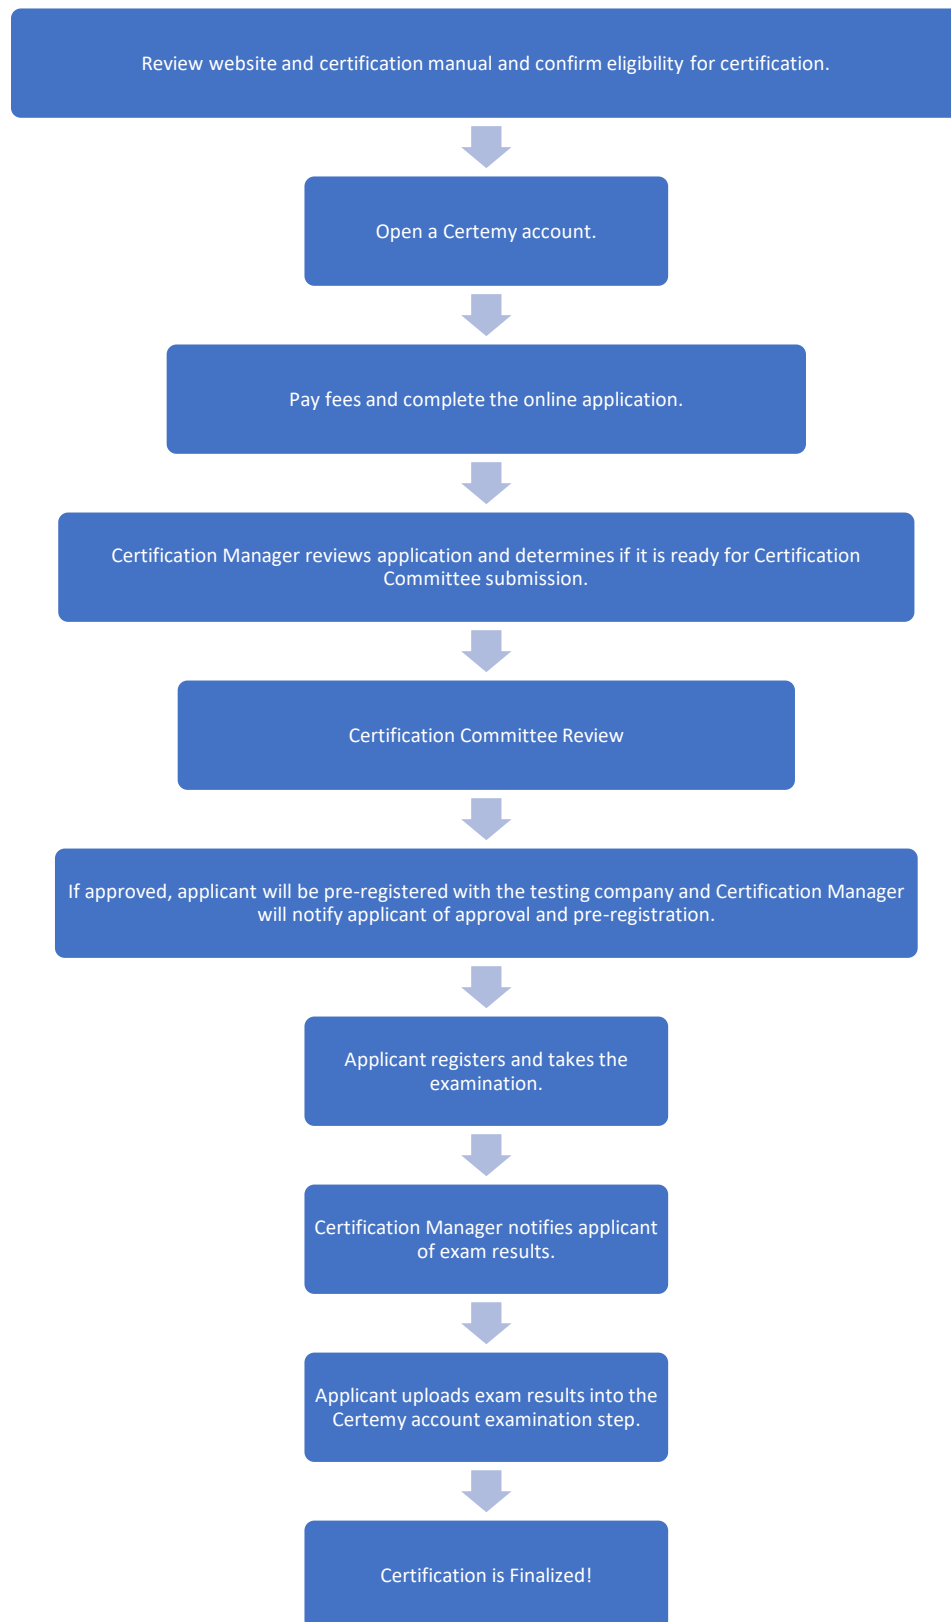 Review website and certification manual and confirm eligibility for certification.
Open a Certemy account.
Pay fees and complete the online application.
Certification Manager reviews application and determines if it is ready for Certification
Committee submission.
Certification Committee Review
If approved, applicant will be pre-registered with the testing company and Certification Manager
will notify applicant of approval and pre-registration.
Applicant registers and takes the
examination.
Certification Manager notifies applicant
of exam results.
Applicant uploads exam results into the
Certemy account examination step.
Certification is Finalized!